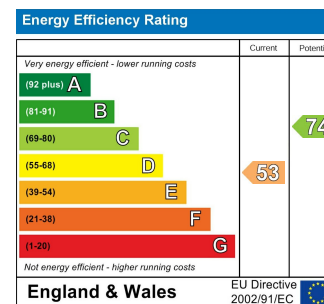 Energy Efficiency Rating
Current
Very energy efficient - lower running costs
(92 plus) A
(81-91) B
(69-80) C
(55-68) D
(39-54) E
(21-38) F
(1-20) G
53
74
Not energy efficient - higher running costs
England & Wales
EU Directive
2002/91/EC